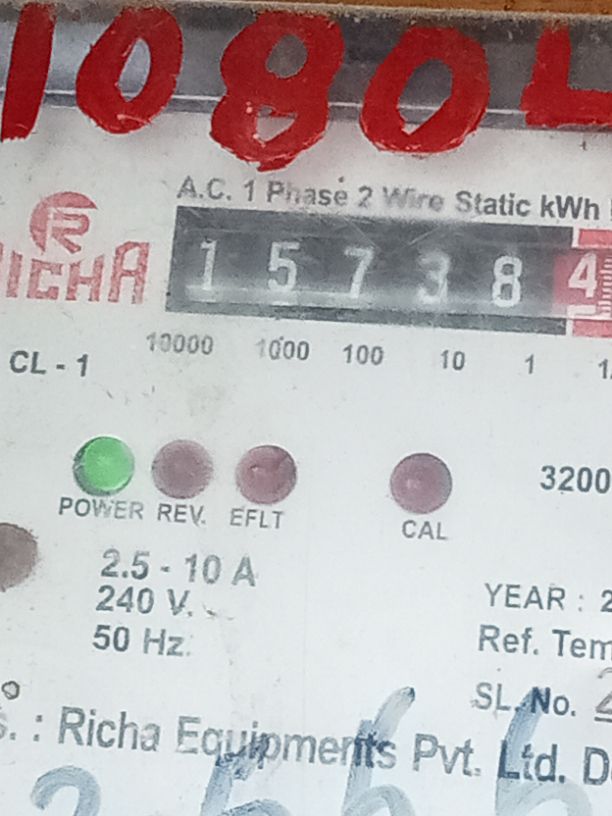 1080
A.C. 1 Phase 2 Wire Static kWh
RICHA
1 5 7 3 8 4
10000 1000 100 10 1
CL - 1
POWER REV. EFLT CAL
3200
2.5 - 10 A
240 V.
50 Hz.
YEAR :
Ref. Tem
SL. No.
: Richa Equipments Pvt. Ltd.